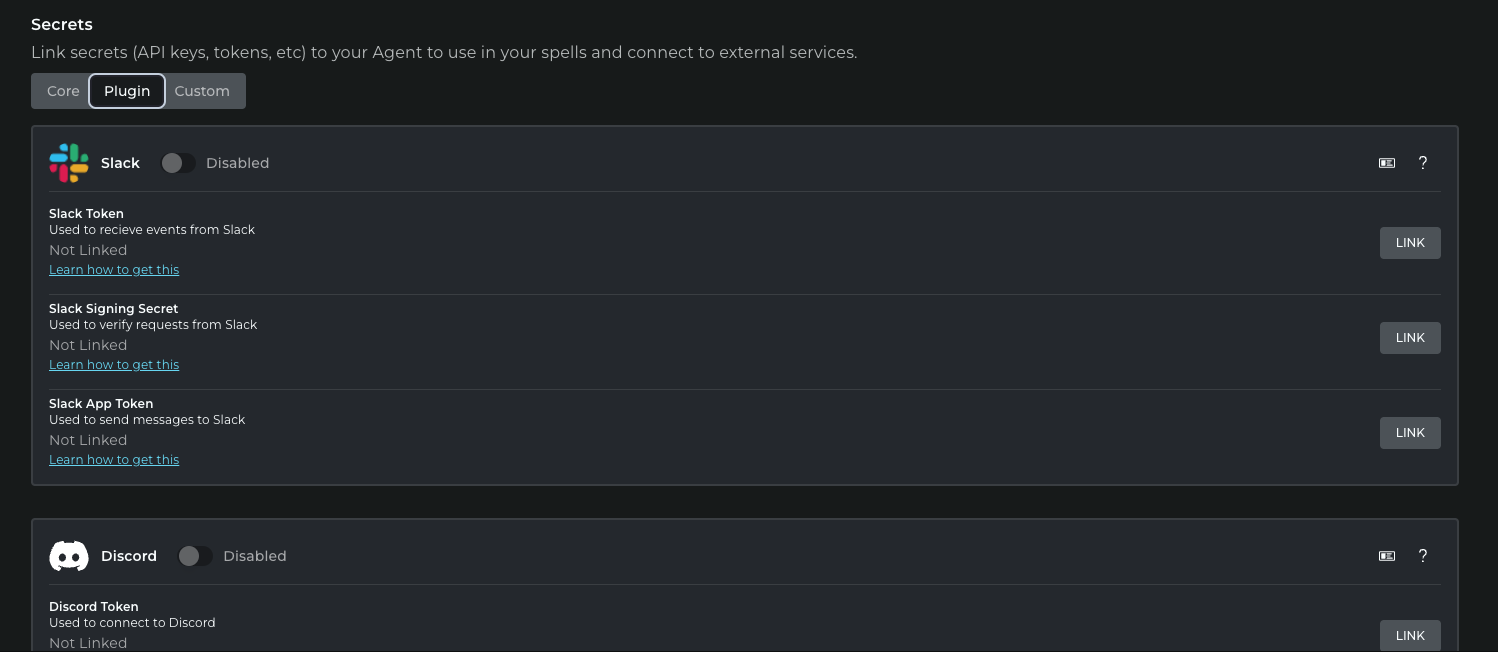 Secrets
Link secrets (API keys, tokens, etc) to your Agent to use in your spells and connect to external services.
Core Plugin Custom
Slack Disabled ?
Slack Token
Used to recieve events from Slack
Not Linked
LINK
Learn how to get this
Slack Signing Secret
Used to verify requests from Slack
Not Linked
LINK
Learn how to get this
Slack App Token
Used to send messages to Slack
Not Linked
LINK
Learn how to get this
Discord Disabled ?
Discord Token
Used to connect to Discord
Not Linked
LINK